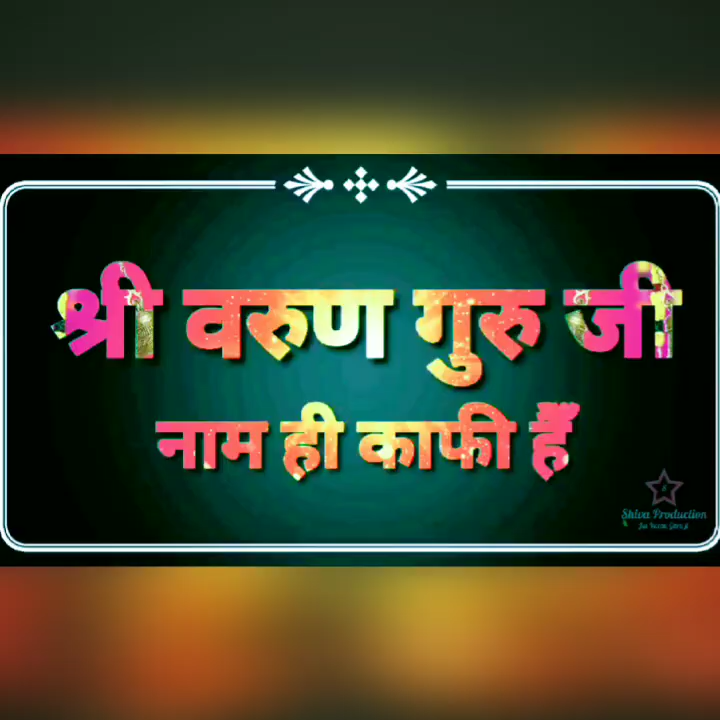 श्री वरुण गुरु जी
नाम ही काफी हैं
Shiva Production